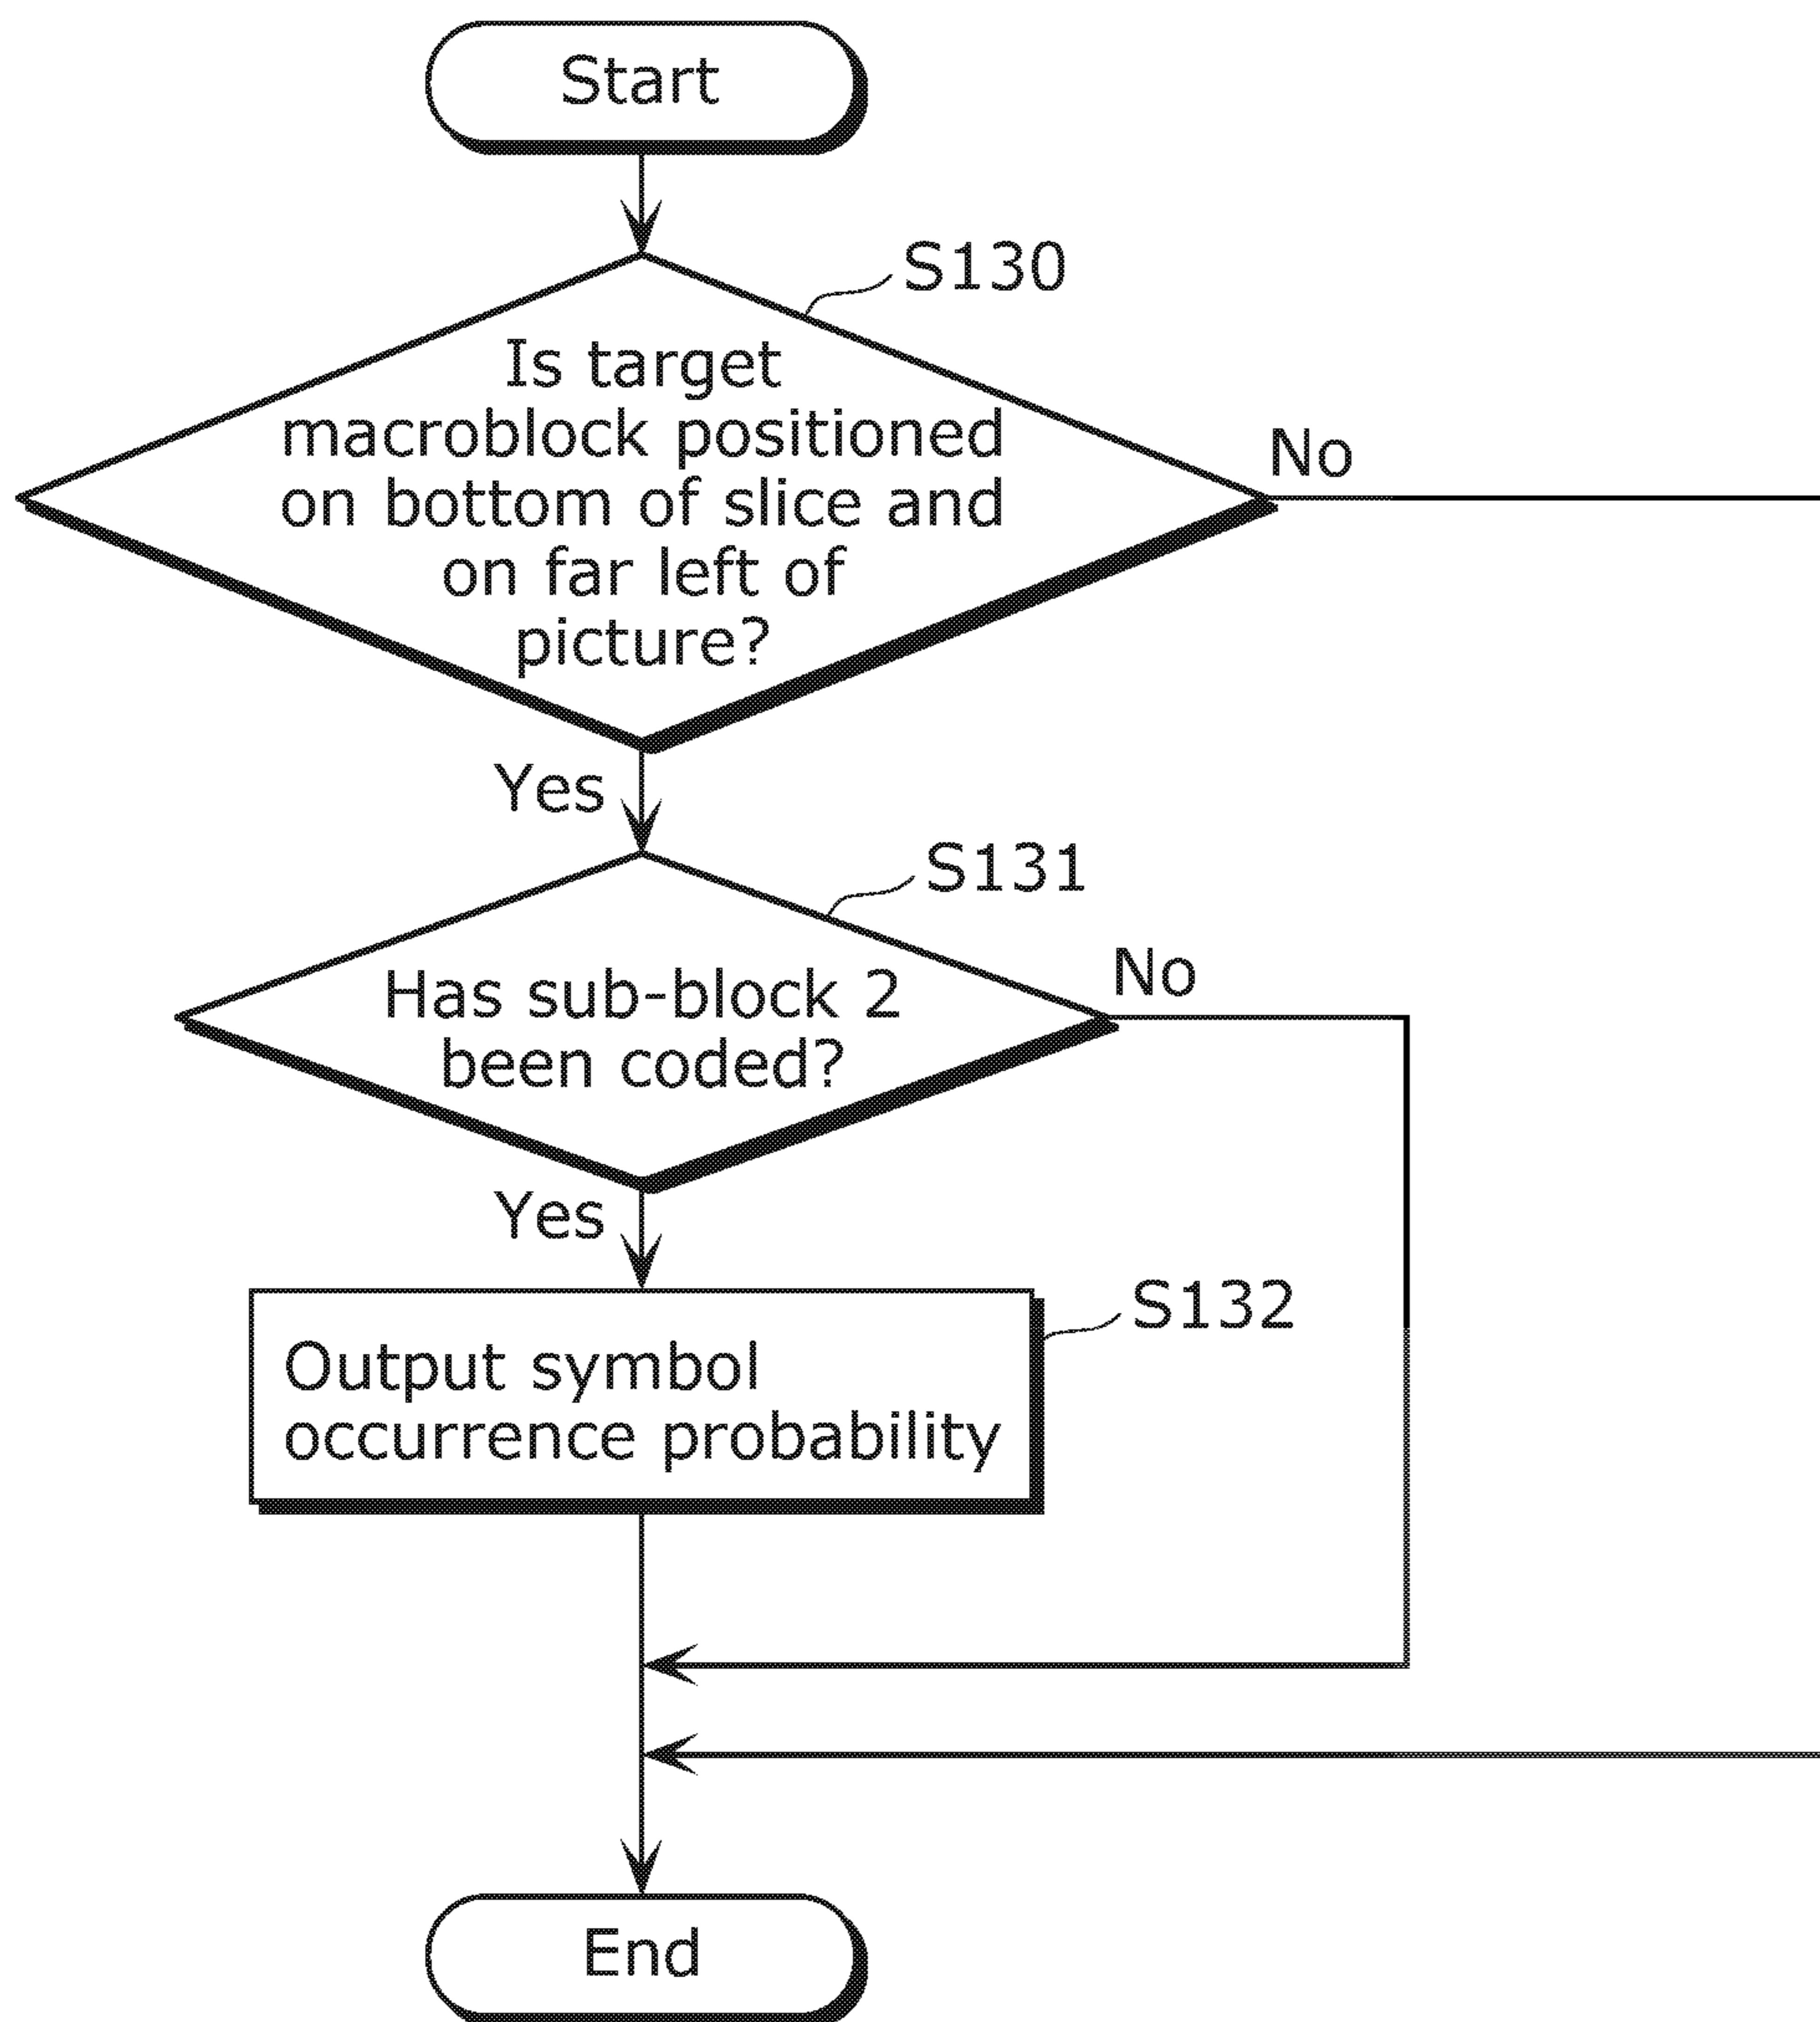 Start
S130
Is target
macroblock positioned
on bottom of slice and
on far left of
picture?
No
Yes
S131
Has sub-block 2
been coded?
No
Yes
S132
Output symbol
occurrence probability
End